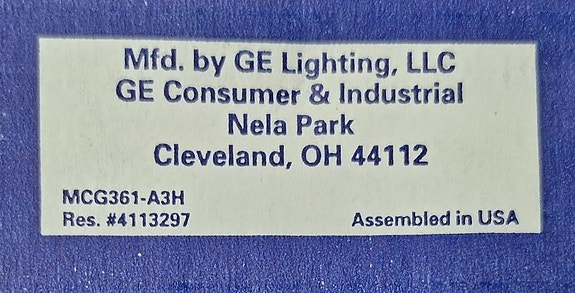 Mfd. by GE Lighting, LLC
GE Consumer & Industrial
Nela Park
Cleveland, OH 44112
MCG361-A3H
Res. #4113297
Assembled in USA